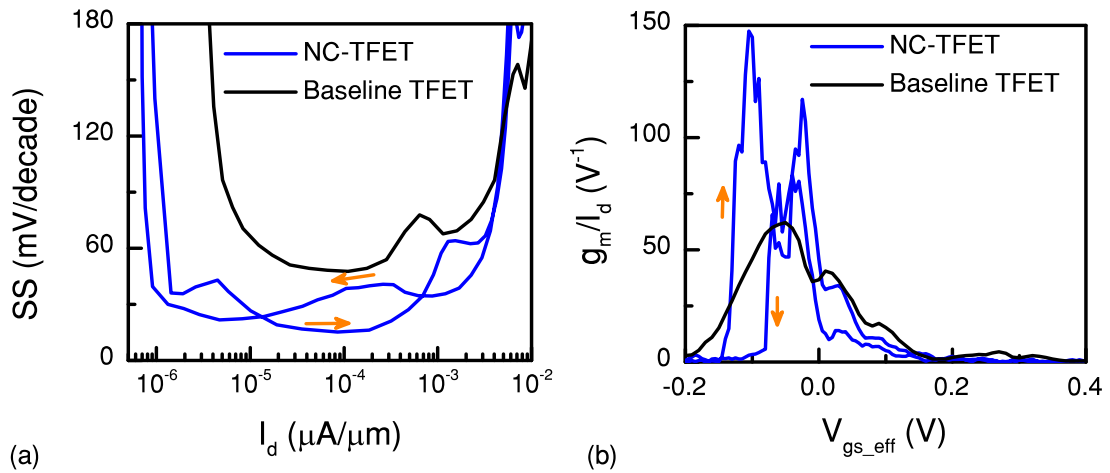 180
120
60
0
SS (mV/decade)
NC-TFET
Baseline TFET
10⁻⁶ 10⁻⁵ 10⁻⁴ 10⁻³ 10⁻²
I_d (μA/μm)
(a)
150
100
50
0
g_m/I_d (V⁻¹)
NC-TFET
Baseline TFET
-0.2 0.0 0.2 0.4
V_gs_eff (V)
(b)